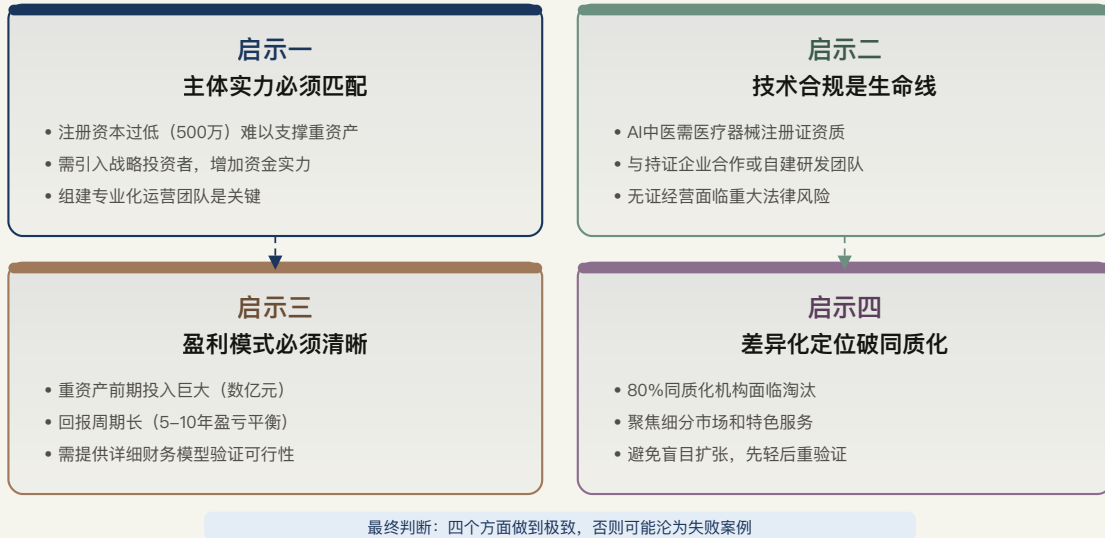 启示一
主体实力必须匹配
• 注册资本过低（500万）难以支撑重资产
• 需引入战略投资者，增加资金实力
• 组建专业化运营团队是关键
启示二
技术合规是生命线
• AI中医需医疗器械注册证资质
• 与持证企业合作或自建研发团队
• 无证经营面临重大法律风险
启示三
盈利模式必须清晰
• 重资产前期投入巨大（数亿元）
• 回报周期长（5–10年盈亏平衡）
• 需提供详细财务模型验证可行性
启示四
差异化定位破同质化
• 80%同质化机构面临淘汰
• 聚焦细分市场和特色服务
• 避免盲目扩张，先轻后重验证
最终判断：四个方面做到极致，否则可能沦为失败案例